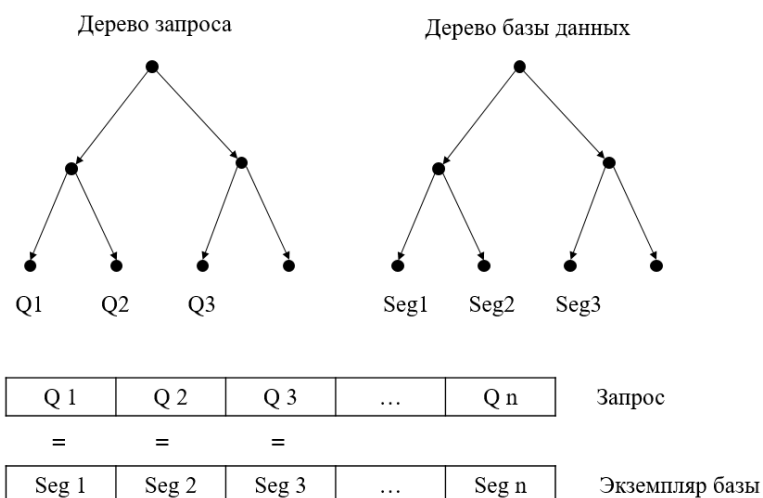 Дерево запроса
Дерево базы данных
Q1 Q2 Q3
Seg1 Seg2 Seg3
Q 1 Q 2 Q 3 … Q n Запрос
= = =
Seg 1 Seg 2 Seg 3 … Seg n Экземпляр базы